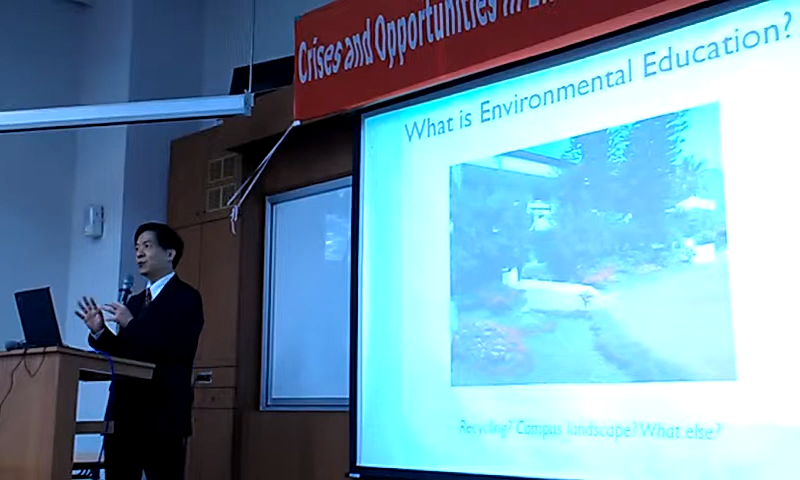 Crises and Opportunities in
What is Environmental Education?
Recycling? Campus landscape? What else?